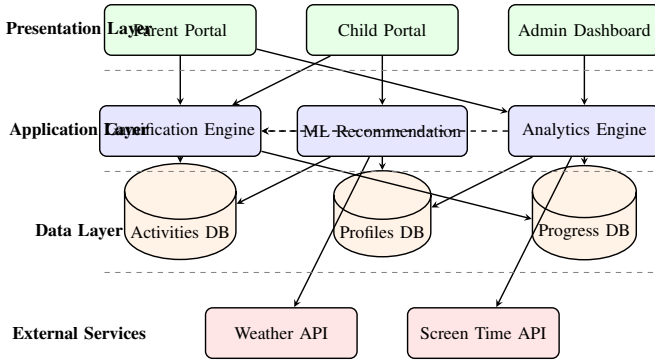 Presentation Layer
Parent Portal
Child Portal
Admin Dashboard
Application Layer
Gamification Engine
ML Recommendation
Analytics Engine
Data Layer
Activities DB
Profiles DB
Progress DB
External Services
Weather API
Screen Time API